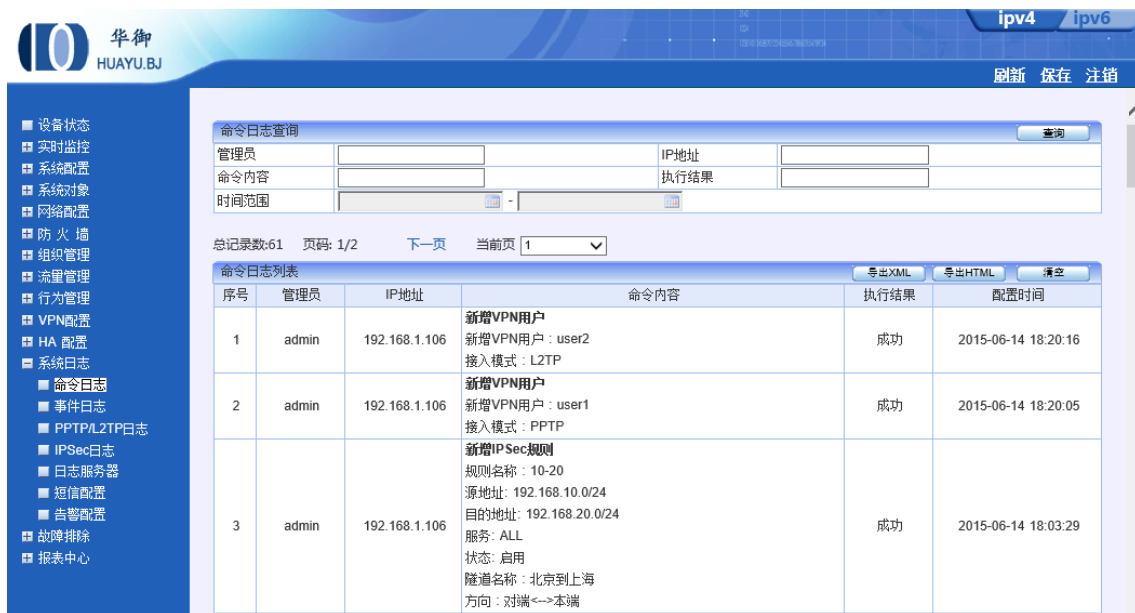 华御
HUAYU.BJ
ipv4 ipv6
刷新 保存 注销
设备状态
实时监控
系统配置
系统对象
网络配置
防 火 墙
组织管理
流量管理
行为管理
VPN配置
HA 配置
系统日志
命令日志
事件日志
PPTP/L2TP日志
IPSec日志
日志服务器
短信配置
告警配置
故障排除
报表中心
命令日志查询 查询
管理员 IP地址
命令内容 执行结果
时间范围 -
总记录数:61 页码: 1/2 下一页 当前页 1
命令日志列表 导出XML 导出HTML 清空
序号 管理员 IP地址 命令内容 执行结果 配置时间
新增VPN用户
1 admin 192.168.1.106 新增VPN用户：user2 成功 2015-06-14 18:20:16
接入模式：L2TP
新增VPN用户
2 admin 192.168.1.106 新增VPN用户：user1 成功 2015-06-14 18:20:05
接入模式：PPTP
新增IPSec规则
规则名称：10-20
源地址: 192.168.10.0/24
目的地址: 192.168.20.0/24
3 admin 192.168.1.106 服务: ALL 成功 2015-06-14 18:03:29
状态: 启用
隧道名称：北京到上海
方向：对端<-->本端